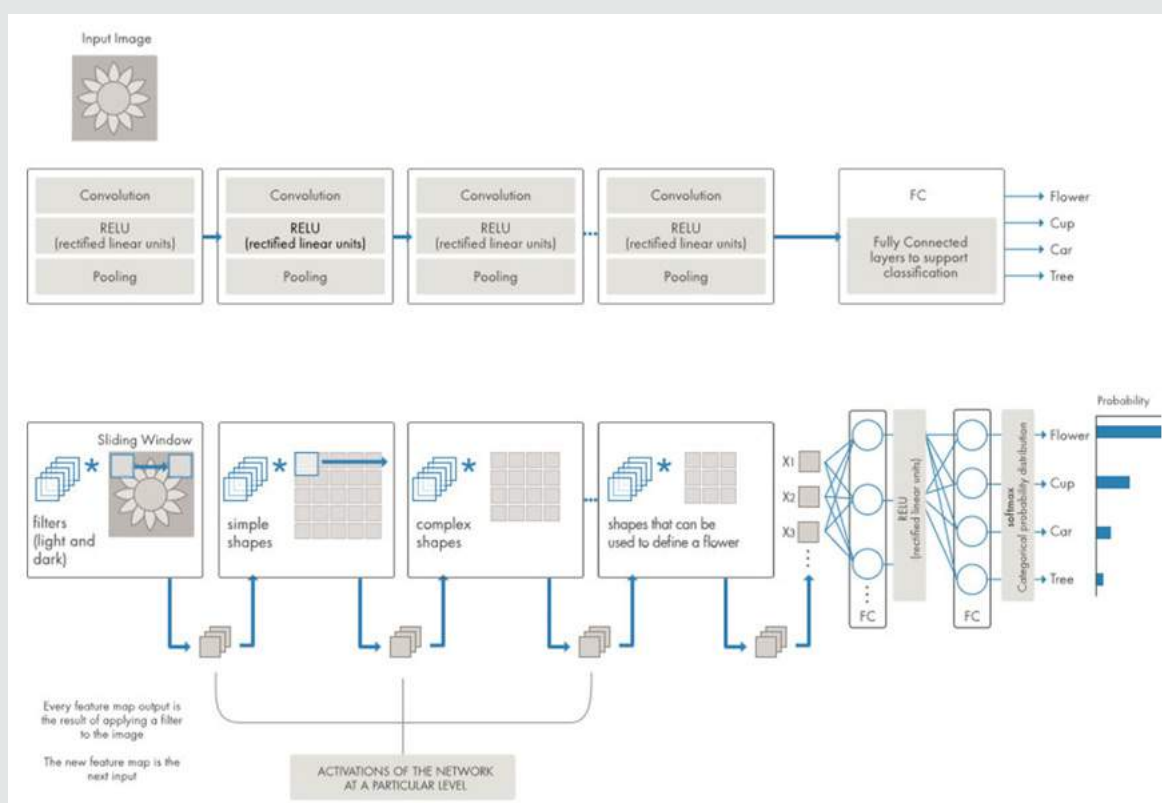 Input Image
Convolution
RELU
(rectified linear units)
Pooling
Convolution
RELU
(rectified linear units)
Pooling
Convolution
RELU
(rectified linear units)
Pooling
Convolution
RELU
(rectified linear units)
Pooling
FC
Fully Connected
layers to support
classification
Flower
Cup
Car
Tree
Sliding Window
*
filters
(light and
dark)
*
simple
shapes
*
complex
shapes
*
shapes that can be
used to define a flower
X1
X2
X3
FC
RELU
(rectified linear units)
FC
softmax
Categorical probability distribution
Probability
Flower
Cup
Car
Tree
Every feature map output is
the result of applying a filter
to the image
The new feature map is the
next input
ACTIVATIONS OF THE NETWORK
AT A PARTICULAR LEVEL